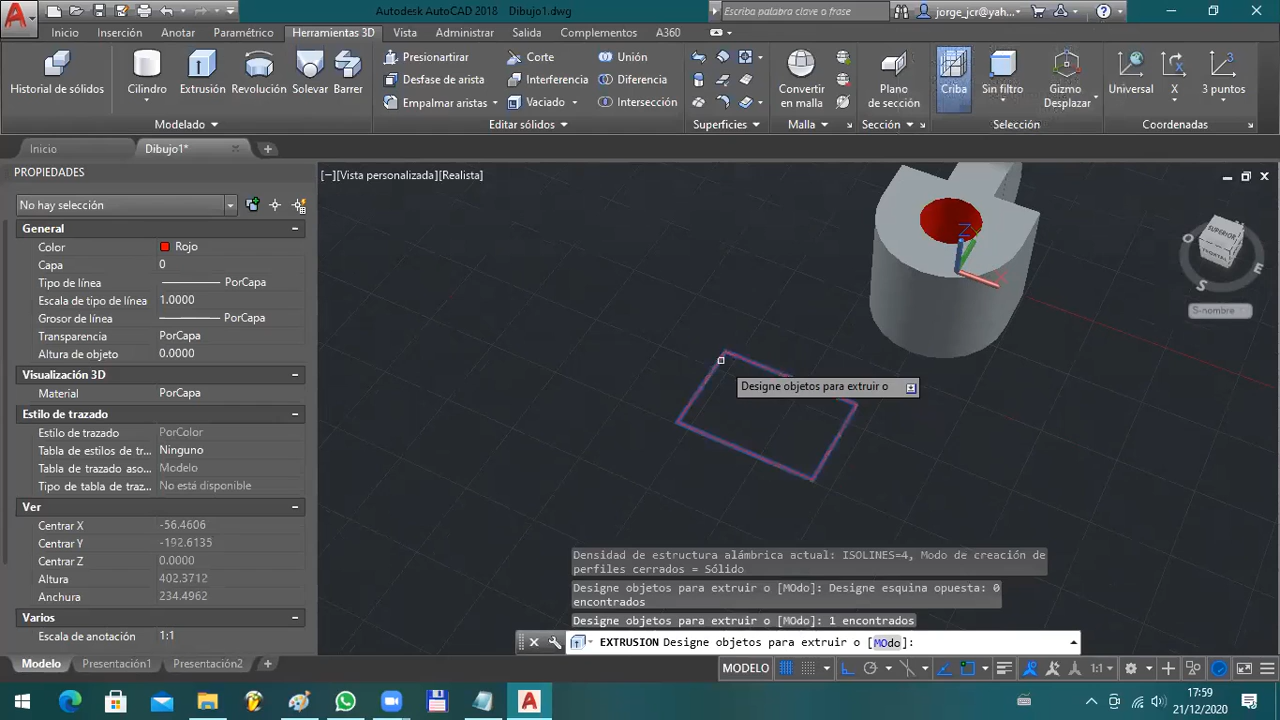 Autodesk AutoCAD 2018 Dibujo1.dwg
Escriba palabra clave o frase
jorge_jcr@yah...
Inicio Inserción Anotar Paramétrico Herramientas 3D Vista Administrar Salida Complementos A360
Historial de sólidos
Cilindro Extrusión Revolución Solevar Barrer
Presionartirar Corte Unión
Desfase de arista Interferencia Diferencia
Empalmar aristas Vaciado Intersección
Convertir
en malla
Plano
de sección
Criba Sin filtro Gizmo
Desplazar
Universal X 3 puntos
Modelado Editar sólidos Superficies Malla Sección Selección Coordenadas
Inicio Dibujo1*
PROPIEDADES
No hay selección
General
Color Rojo
Capa 0
Tipo de línea PorCapa
Escala de tipo de línea 1.0000
Grosor de línea PorCapa
Transparencia PorCapa
Altura de objeto 0.0000
Visualización 3D
Material PorCapa
Estilo de trazado
Estilo de trazado PorColor
Tabla de estilos de tr... Ninguno
Tabla de trazado aso... Modelo
Tipo de tabla de traz... No está disponible
Ver
Centrar X -56.4606
Centrar Y -192.6135
Centrar Z 0.0000
Altura 402.3712
Anchura 234.4962
Varios
Escala de anotación 1:1
[−][Vista personalizada][Realista]
Z
X
SUPERIOR
FRONTAL
O
E
S
S-nombre
Designe objetos para extruir o
Densidad de estructura alámbrica actual: ISOLINES=4, Modo de creación de
perfiles cerrados = Sólido
Designe objetos para extruir o [MOdo]: Designe esquina opuesta: 0
encontrados
Designe objetos para extruir o [MOdo]: 1 encontrados
EXTRUSION Designe objetos para extruir o [MOdo]:
Modelo Presentación1 Presentación2
MODELO
1:1
17:59
21/12/2020